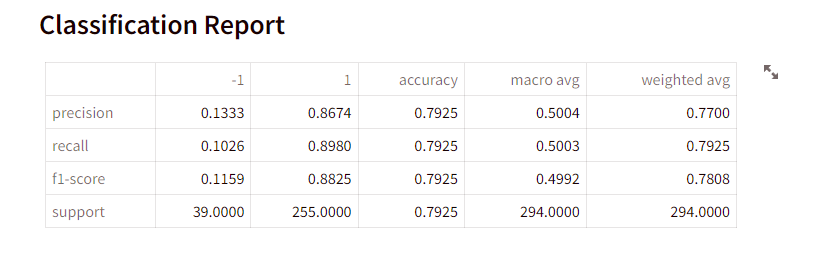 Classification Report
-1 1 accuracy macro avg weighted avg
precision 0.1333 0.8674 0.7925 0.5004 0.7700
recall 0.1026 0.8980 0.7925 0.5003 0.7925
f1-score 0.1159 0.8825 0.7925 0.4992 0.7808
support 39.0000 255.0000 0.7925 294.0000 294.0000